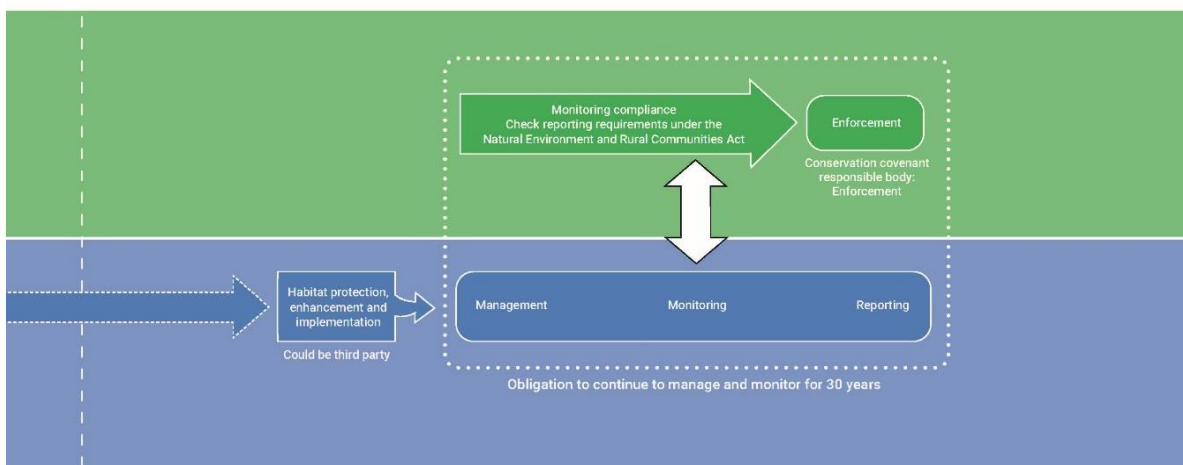 Monitoring compliance
Check reporting requirements under the
Natural Environment and Rural Communities Act
Enforcement
Conservation covenant
responsible body:
Enforcement
Habitat protection,
enhancement and
implementation
Could be third party
Management
Monitoring
Reporting
Obligation to continue to manage and monitor for 30 years